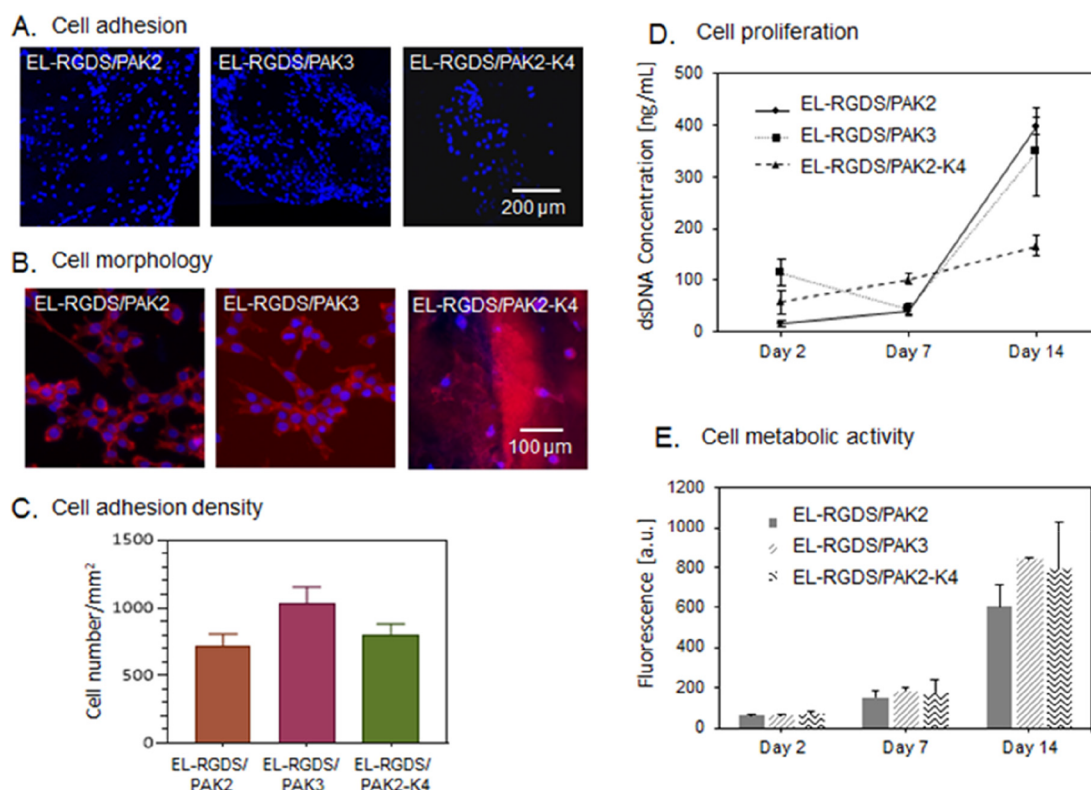 A. Cell adhesion
EL-RGDS/PAK2
EL-RGDS/PAK3
EL-RGDS/PAK2-K4
200 µm
B. Cell morphology
EL-RGDS/PAK2
EL-RGDS/PAK3
EL-RGDS/PAK2-K4
100 µm
C. Cell adhesion density
Cell number/mm²
1500
1000
500
0
EL-RGDS/
PAK2
EL-RGDS/
PAK3
EL-RGDS/
PAK2-K4
D. Cell proliferation
dsDNA Concentration [ng/mL]
500
400
300
200
100
0
EL-RGDS/PAK2
EL-RGDS/PAK3
EL-RGDS/PAK2-K4
Day 2
Day 7
Day 14
E. Cell metabolic activity
Fluorescence [a.u.]
1200
1000
800
600
400
200
0
EL-RGDS/PAK2
EL-RGDS/PAK3
EL-RGDS/PAK2-K4
Day 2
Day 7
Day 14